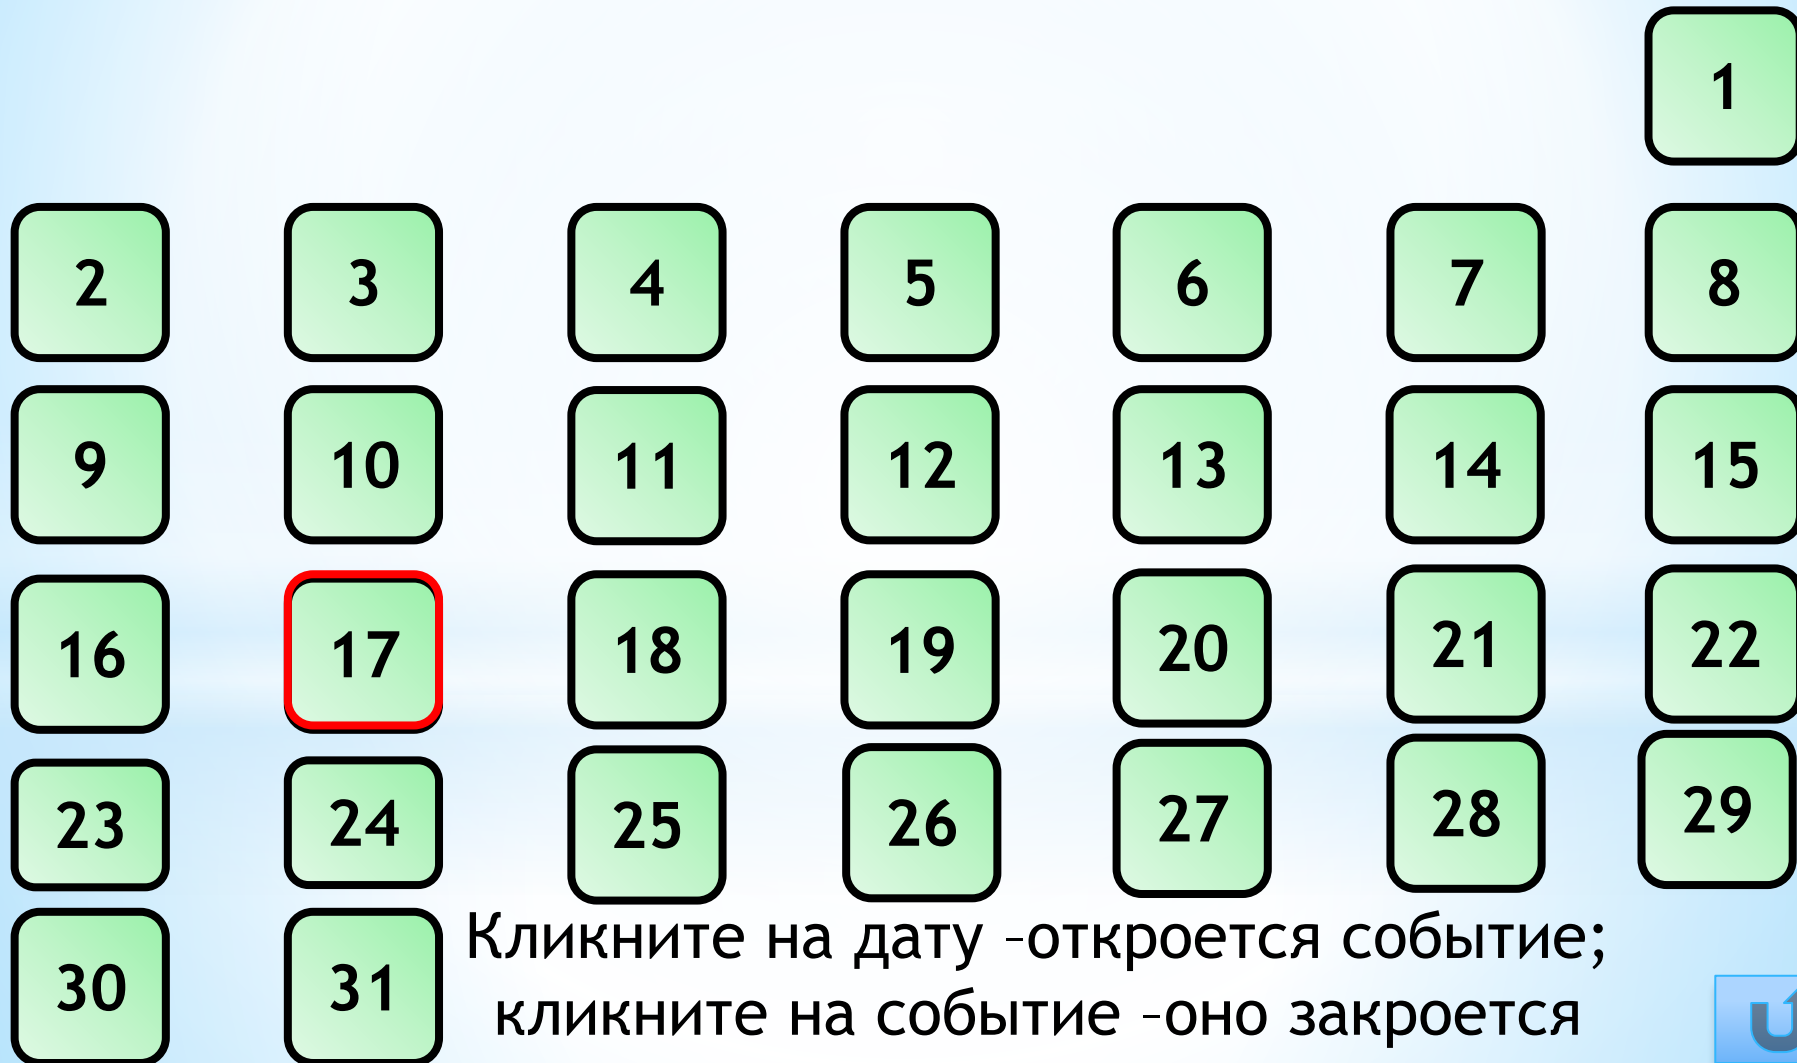 1
2 3 4 5 6 7 8
9 10 11 12 13 14 15
16 17 18 19 20 21 22
23 24 25 26 27 28 29
30 31
Кликните на дату –откроется событие;
кликните на событие –оно закроется